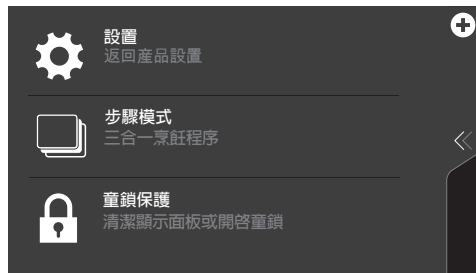 設置
返回産品設置
步驟模式
三合一烹飪程序
童鎖保護
清潔顯示面板或開啓童鎖